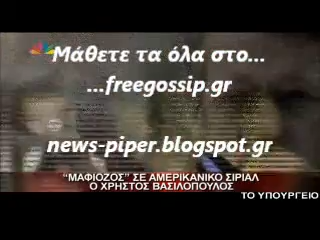 Μάθετε τα όλα στο...
...freegossip.gr
news-piper.blogspot.gr
"ΜΑΦΙΟΖΟΣ" ΣΕ ΑΜΕΡΙΚΑΝΙΚΟ ΣΙΡΙΑΛ
Ο ΧΡΗΣΤΟΣ ΒΑΣΙΛΟΠΟΥΛΟΣ
ΤΟ ΥΠΟΥΡΓΕΙΟ